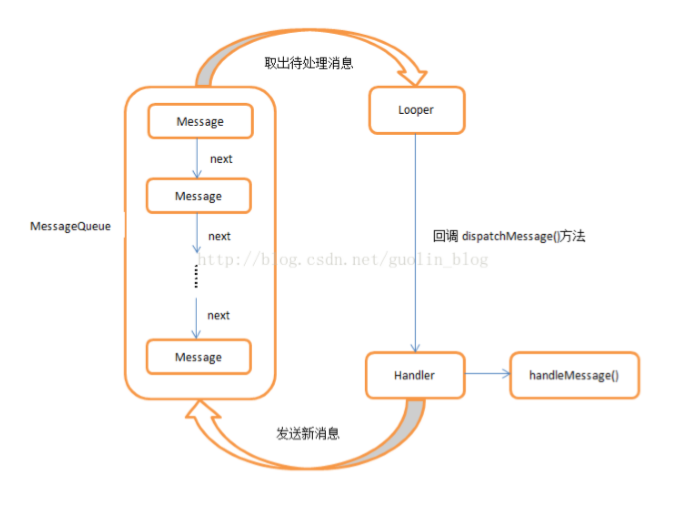 取出待处理消息
Message
Looper
next
Message
MessageQueue
next
回调 dispatchMessage()方法
http://blog.csdn.net/guolin_blog
next
Message
Handler
handleMessage()
发送新消息